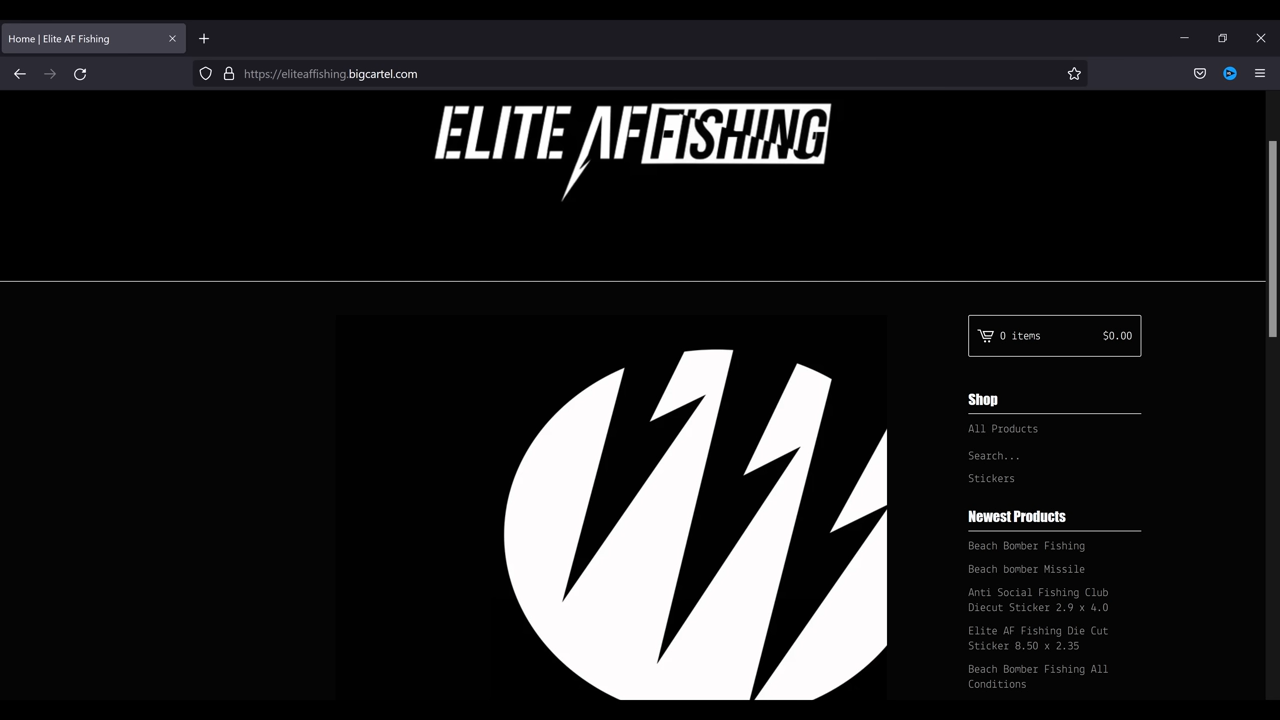 Home | Elite AF Fishing
https://eliteaffishing.bigcartel.com
ELITE AF FISHING
0 items $0.00
Shop
All Products
Search...
Stickers
Newest Products
Beach Bomber Fishing
Beach bomber Missile
Anti Social Fishing Club
Diecut Sticker 2.9 x 4.0
Elite AF Fishing Die Cut
Sticker 8.50 x 2.35
Beach Bomber Fishing All
Conditions